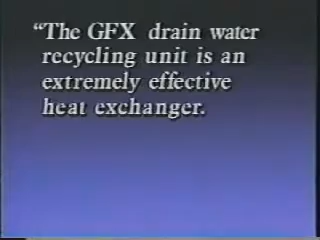 “The GFX drain water
recycling unit is an
extremely effective
heat exchanger.